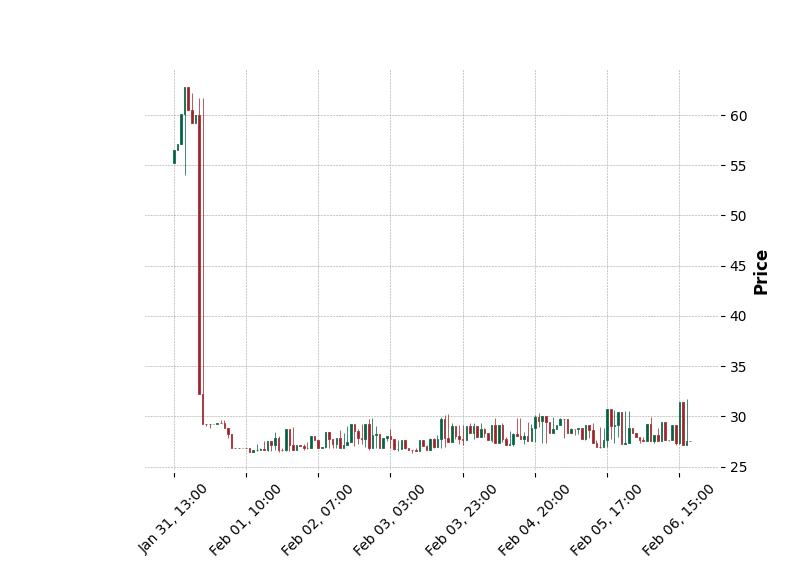 60
55
50
45
40
35
30
25
Price
Jan 31, 13:00
Feb 01, 10:00
Feb 02, 07:00
Feb 03, 03:00
Feb 03, 23:00
Feb 04, 20:00
Feb 05, 17:00
Feb 06, 15:00